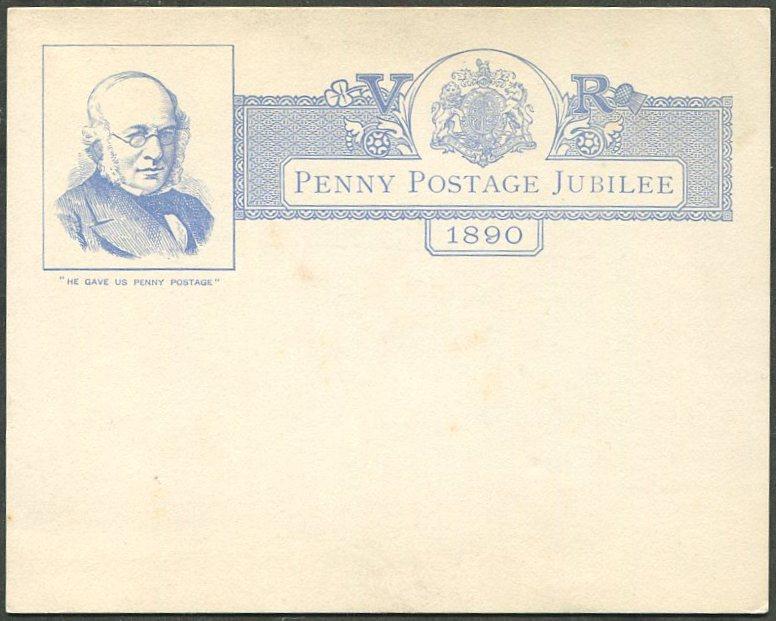 V R
PENNY POSTAGE JUBILEE
1890
"HE GAVE US PENNY POSTAGE"